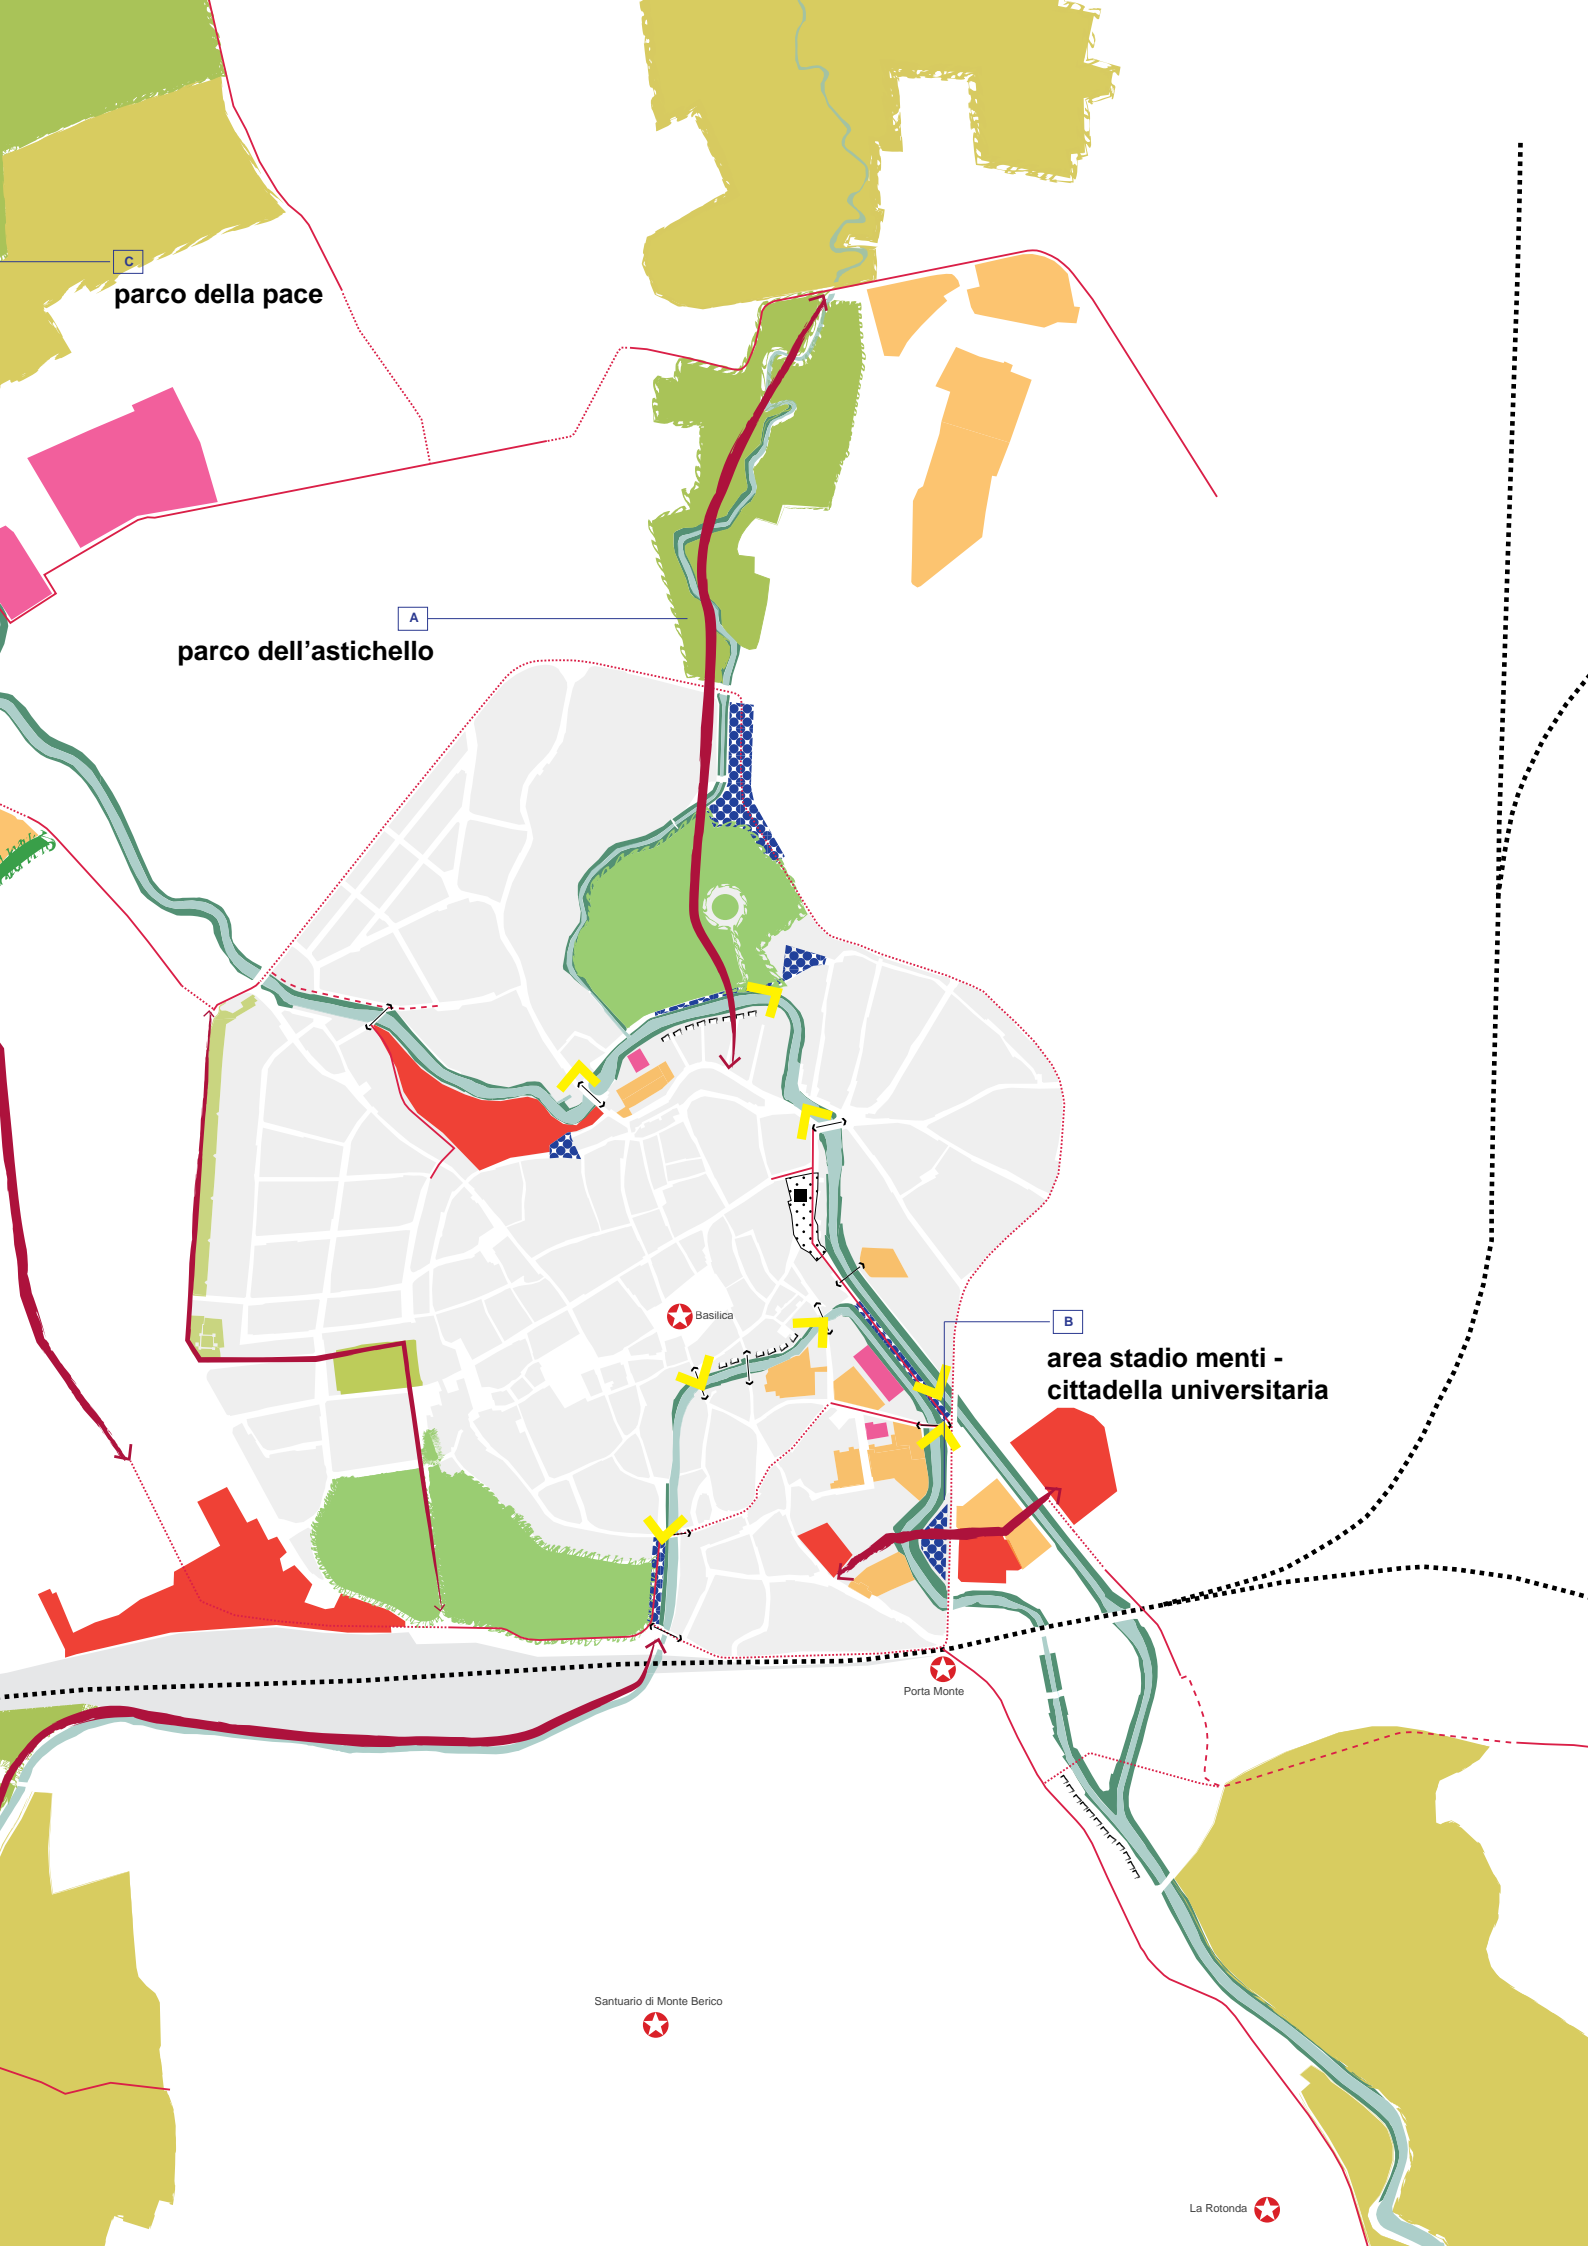 C
parco della pace
A
parco dell’astichello
Basilica
B
area stadio menti -
cittadella universitaria
Porta Monte
Santuario di Monte Berico
La Rotonda